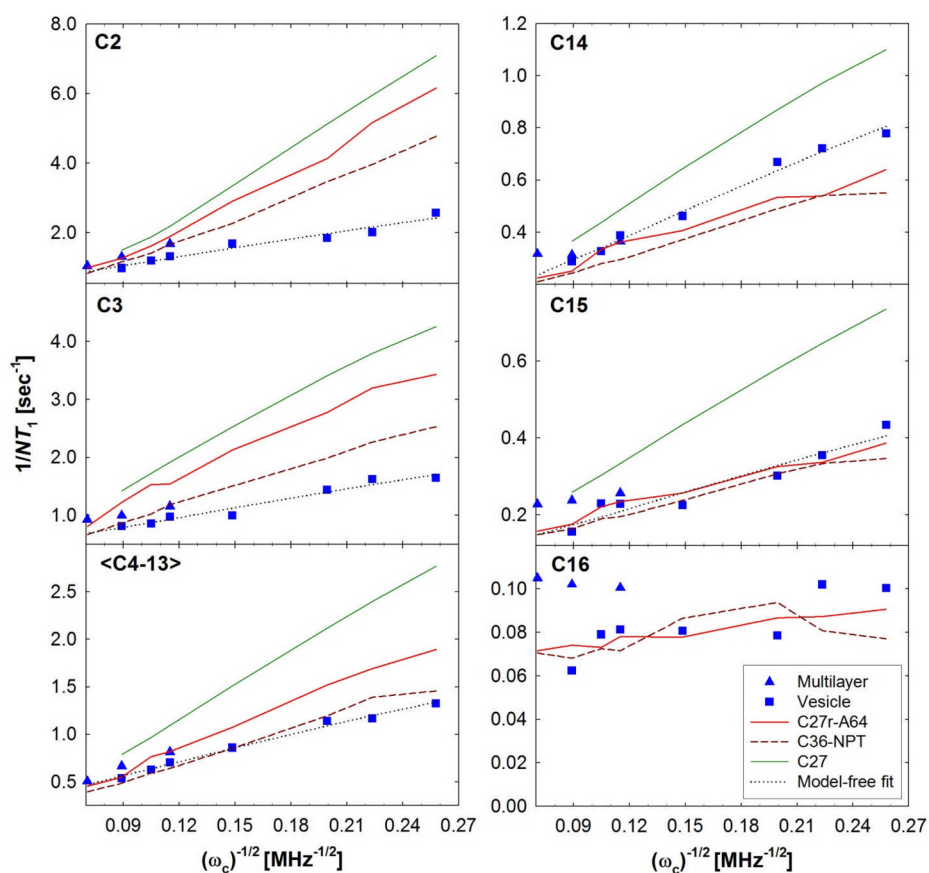 C2
8.0
6.0
4.0
2.0
C3
4.0
3.0
2.0
1.0
<C4-13>
2.5
2.0
1.5
1.0
0.5
0.09 0.12 0.15 0.18 0.21 0.24 0.27
(ωc)-1/2 [MHz-1/2]
1/NT1 [sec-1]
C14
1.2
1.0
0.8
0.6
0.4
C15
0.6
0.4
0.2
C16
0.10
0.08
0.06
0.04
0.02
0.00
Multilayer
Vesicle
C27r-A64
C36-NPT
C27
Model-free fit
0.09 0.12 0.15 0.18 0.21 0.24 0.27
(ωc)-1/2 [MHz-1/2]